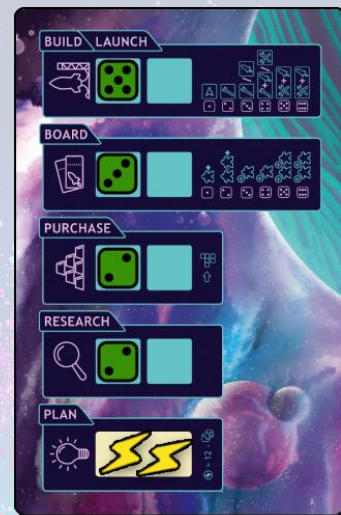 BUILD LAUNCH
BOARD
PURCHASE
RESEARCH
PLAN
= 12 -